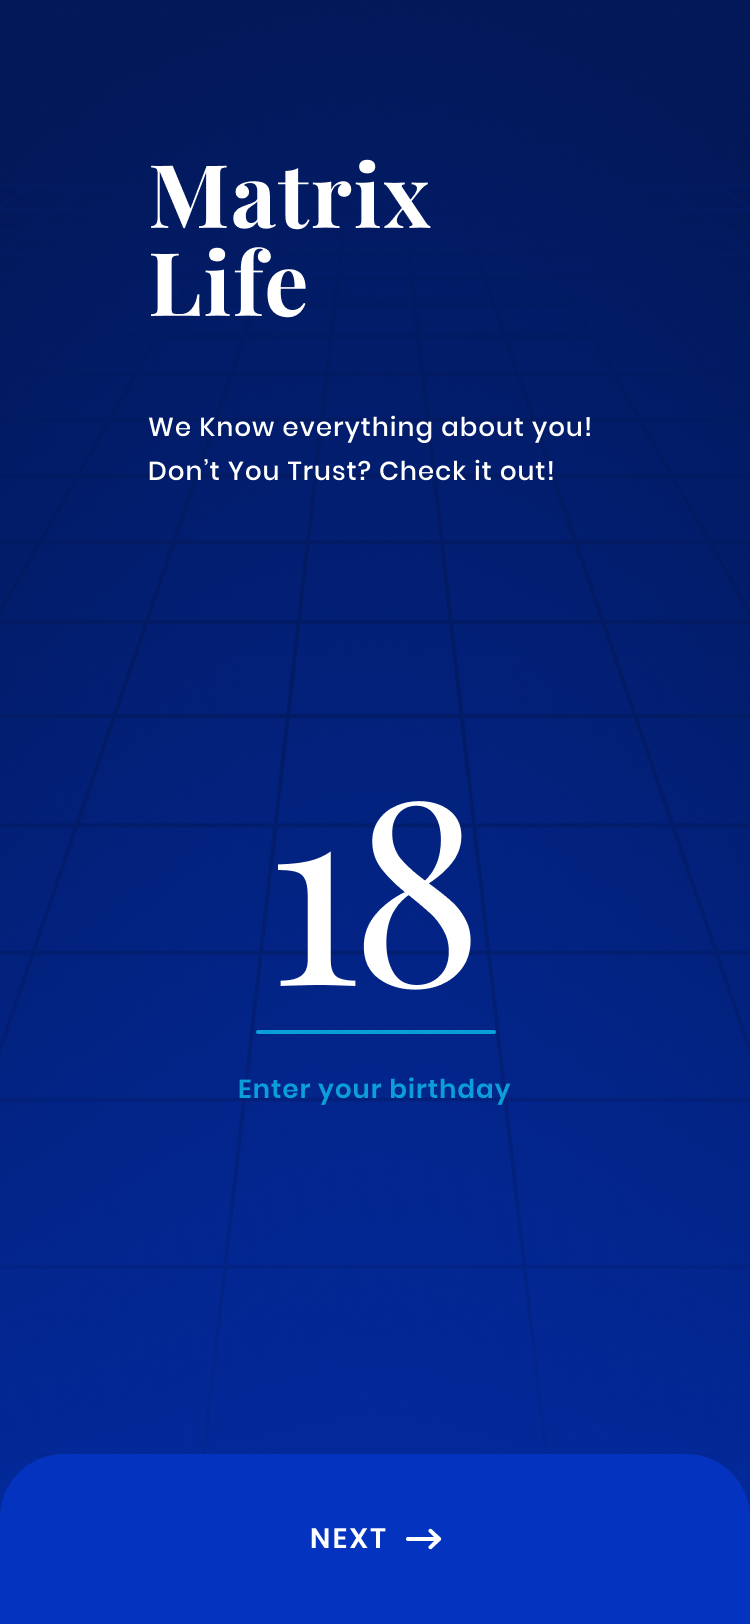 Matrix
Life
We Know everything about you!
Don’t You Trust? Check it out!
18
Enter your birthday
NEXT →